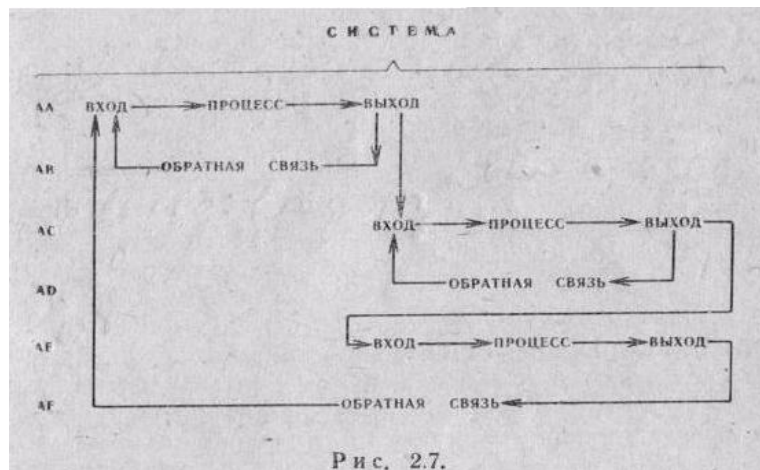 СИСТЕМА
AA ВХОД ПРОЦЕСС ВЫХОД
AB ОБРАТНАЯ СВЯЗЬ
AC ВХОД ПРОЦЕСС ВЫХОД
AD ОБРАТНАЯ СВЯЗЬ
AE ВХОД ПРОЦЕСС ВЫХОД
AF ОБРАТНАЯ СВЯЗЬ
Рис. 2.7.